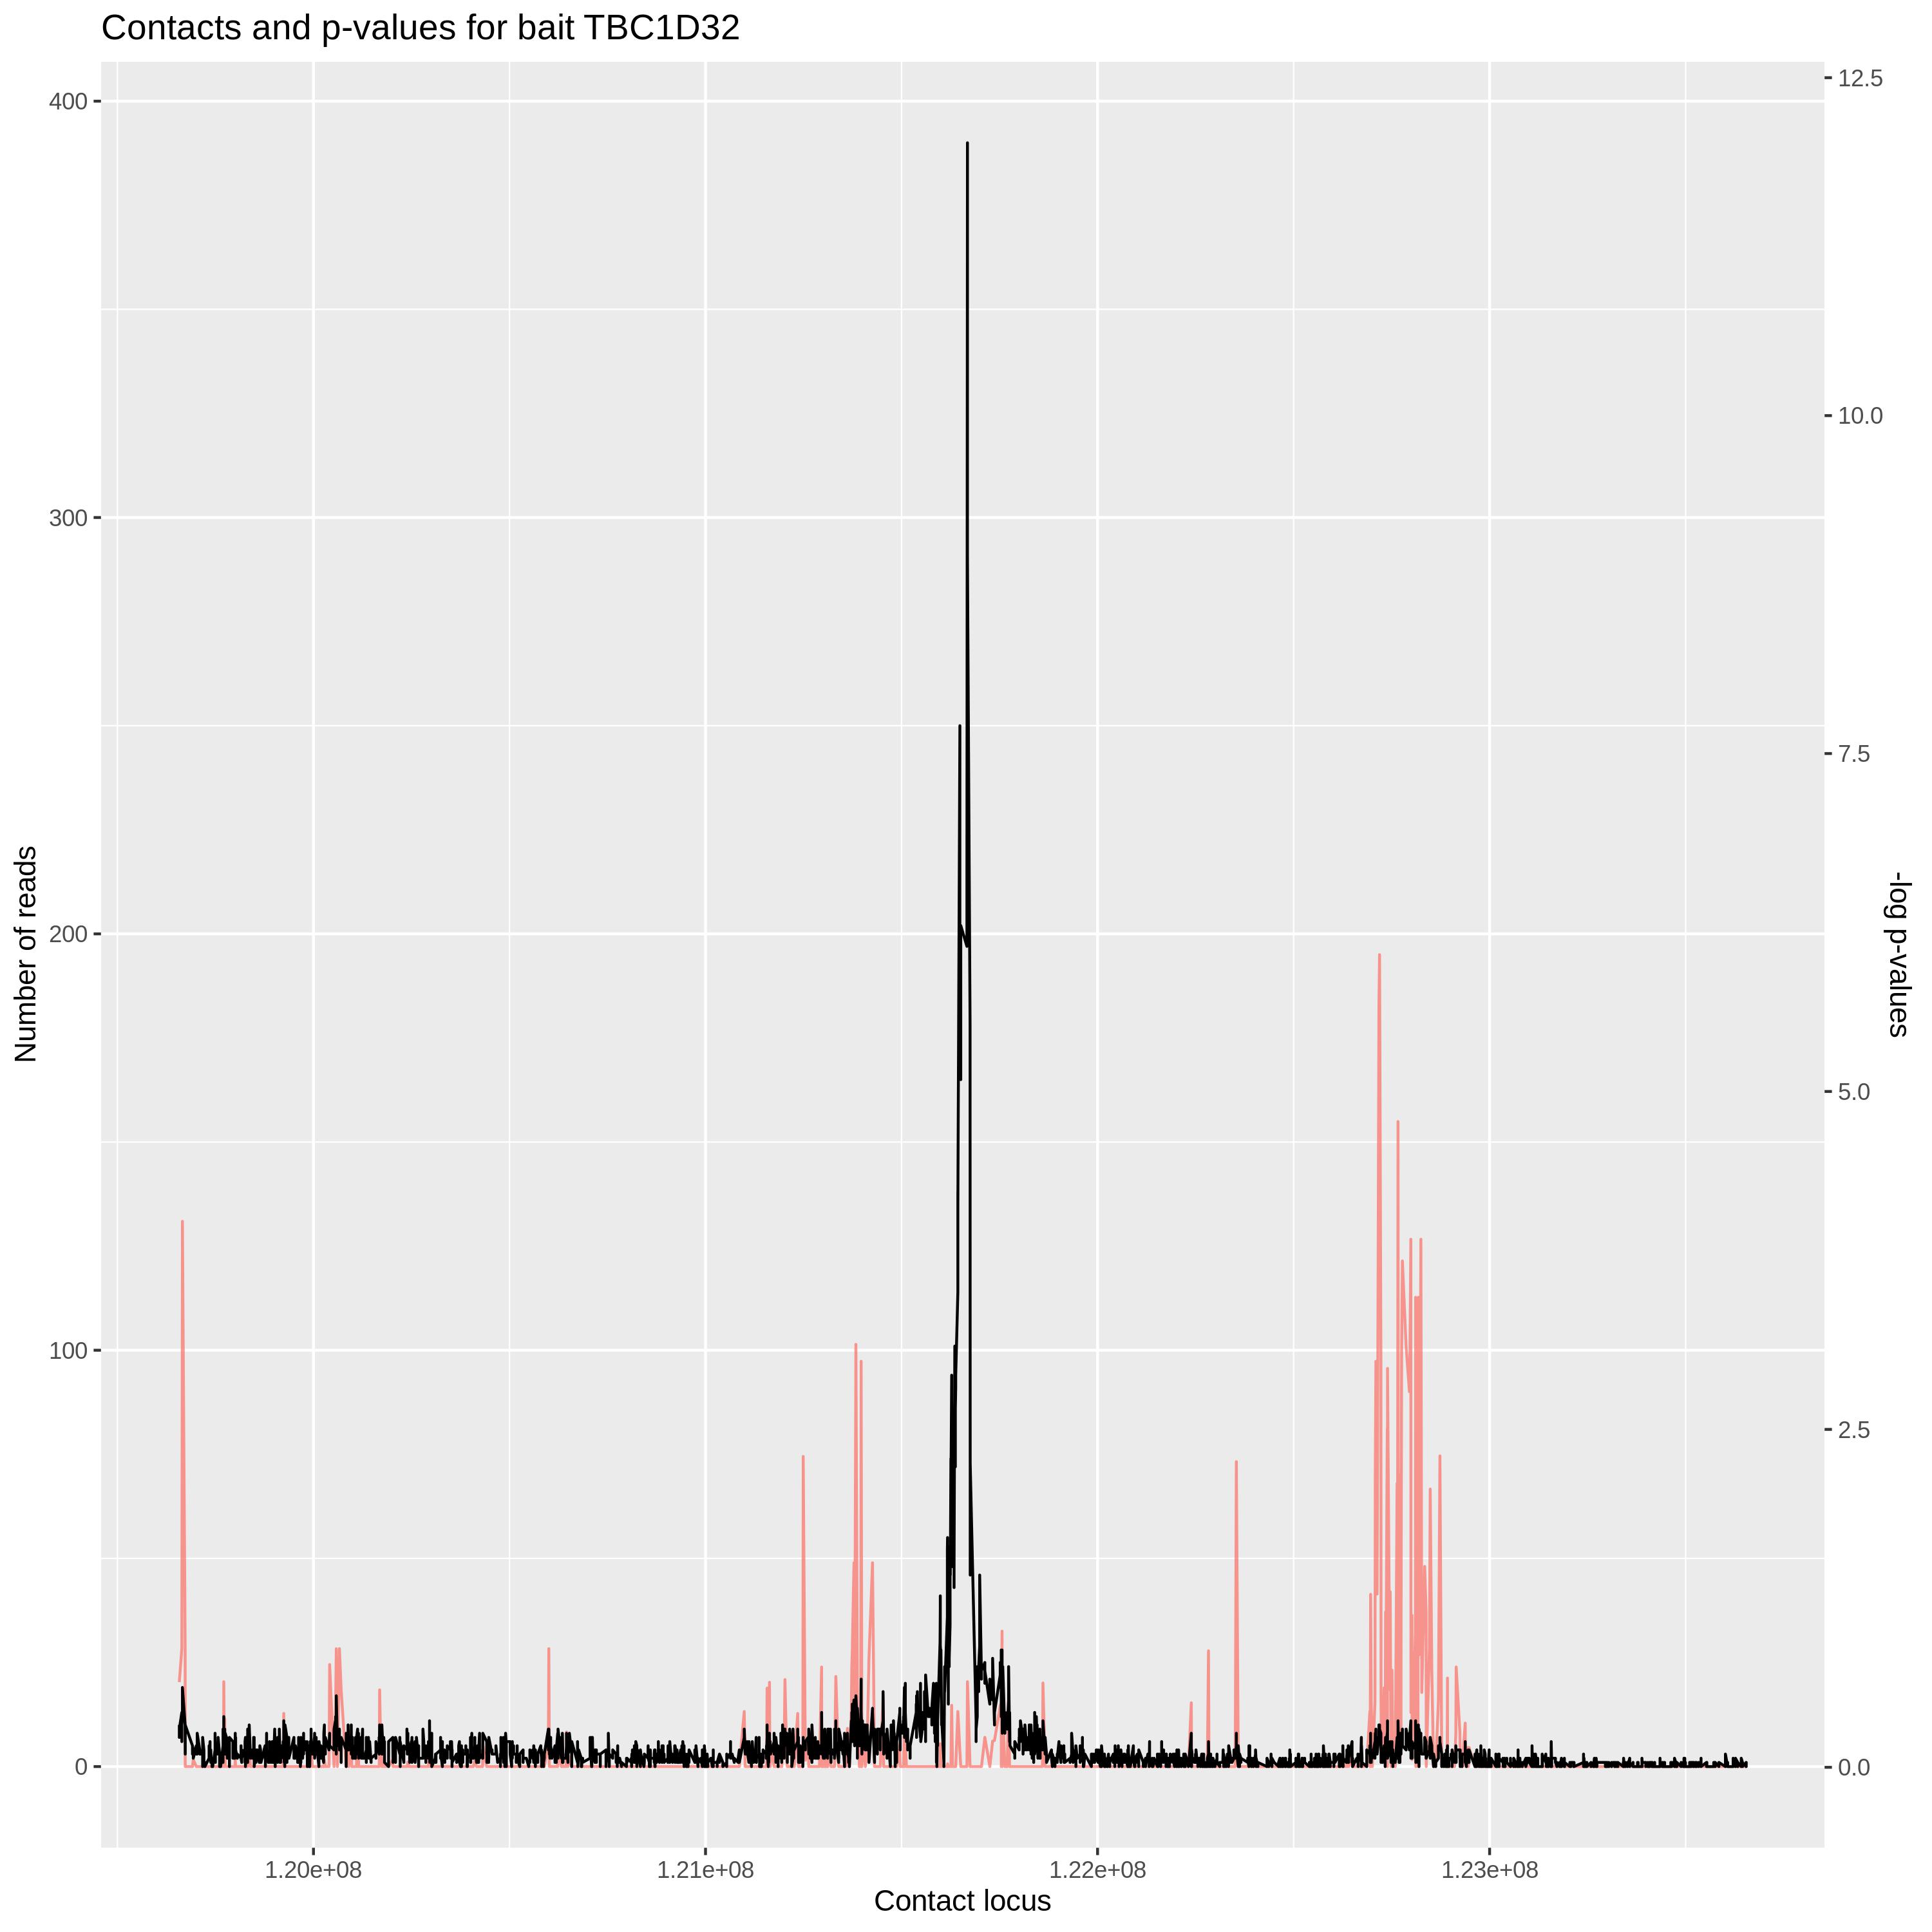 Contacts and p-values for bait TBC1D32
400
300
200
100
0
Number of reads
12.5
10.0
7.5
5.0
2.5
0.0
-log p-values
1.20e+08
1.21e+08
1.22e+08
1.23e+08
Contact locus